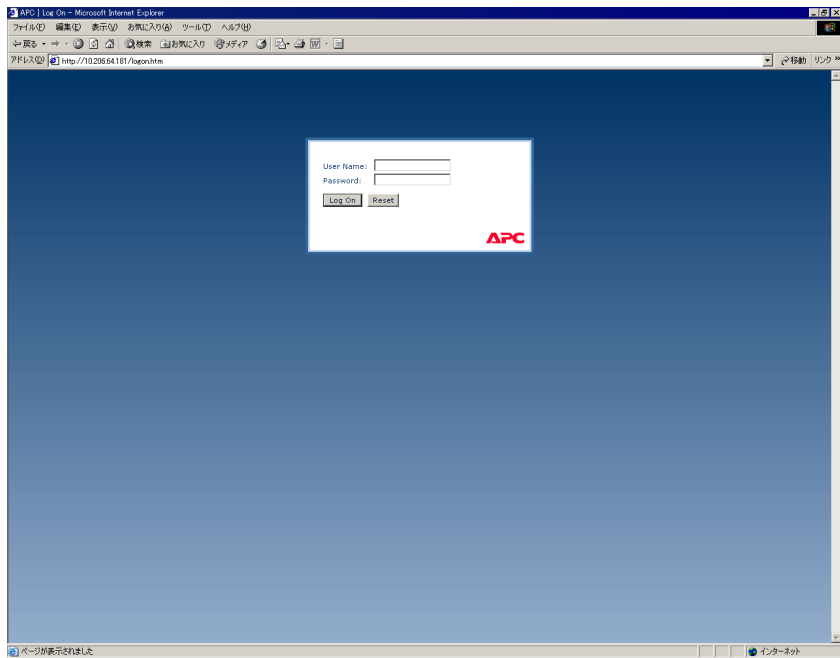 APC | Log On - Microsoft Internet Explorer
ファイル(F) 編集(E) 表示(V) お気に入り(A) ツール(T) ヘルプ(H)
戻る 検索 お気に入り メディア
アドレス(D) http://10.206.64.181/logon.htm 移動 リンク »
User Name:
Password:
Log On Reset
APC
ページが表示されました インターネット